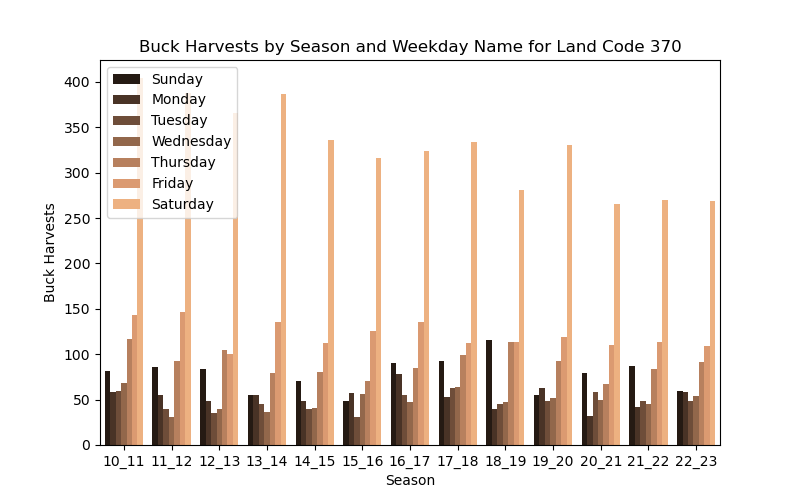 Buck Harvests by Season and Weekday Name for Land Code 370
Buck Harvests
400
350
300
250
200
150
100
50
0
Sunday
Monday
Tuesday
Wednesday
Thursday
Friday
Saturday
10_11 11_12 12_13 13_14 14_15 15_16 16_17 17_18 18_19 19_20 20_21 21_22 22_23
Season